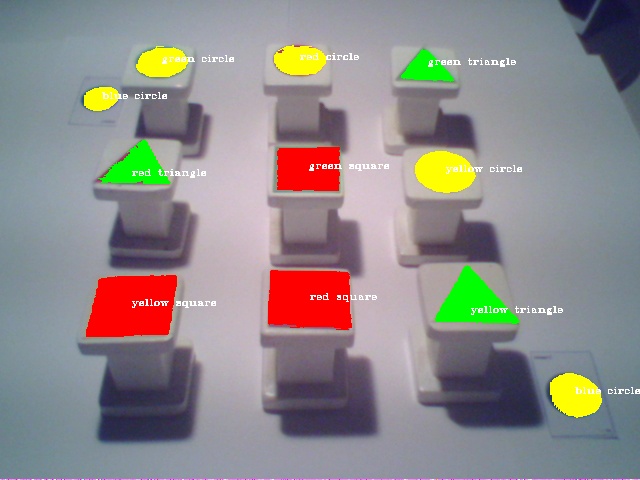 green circle
red circle
green triangle
blue circle
red triangle
green square
yellow circle
yellow square
red square
yellow triangle
blue circle